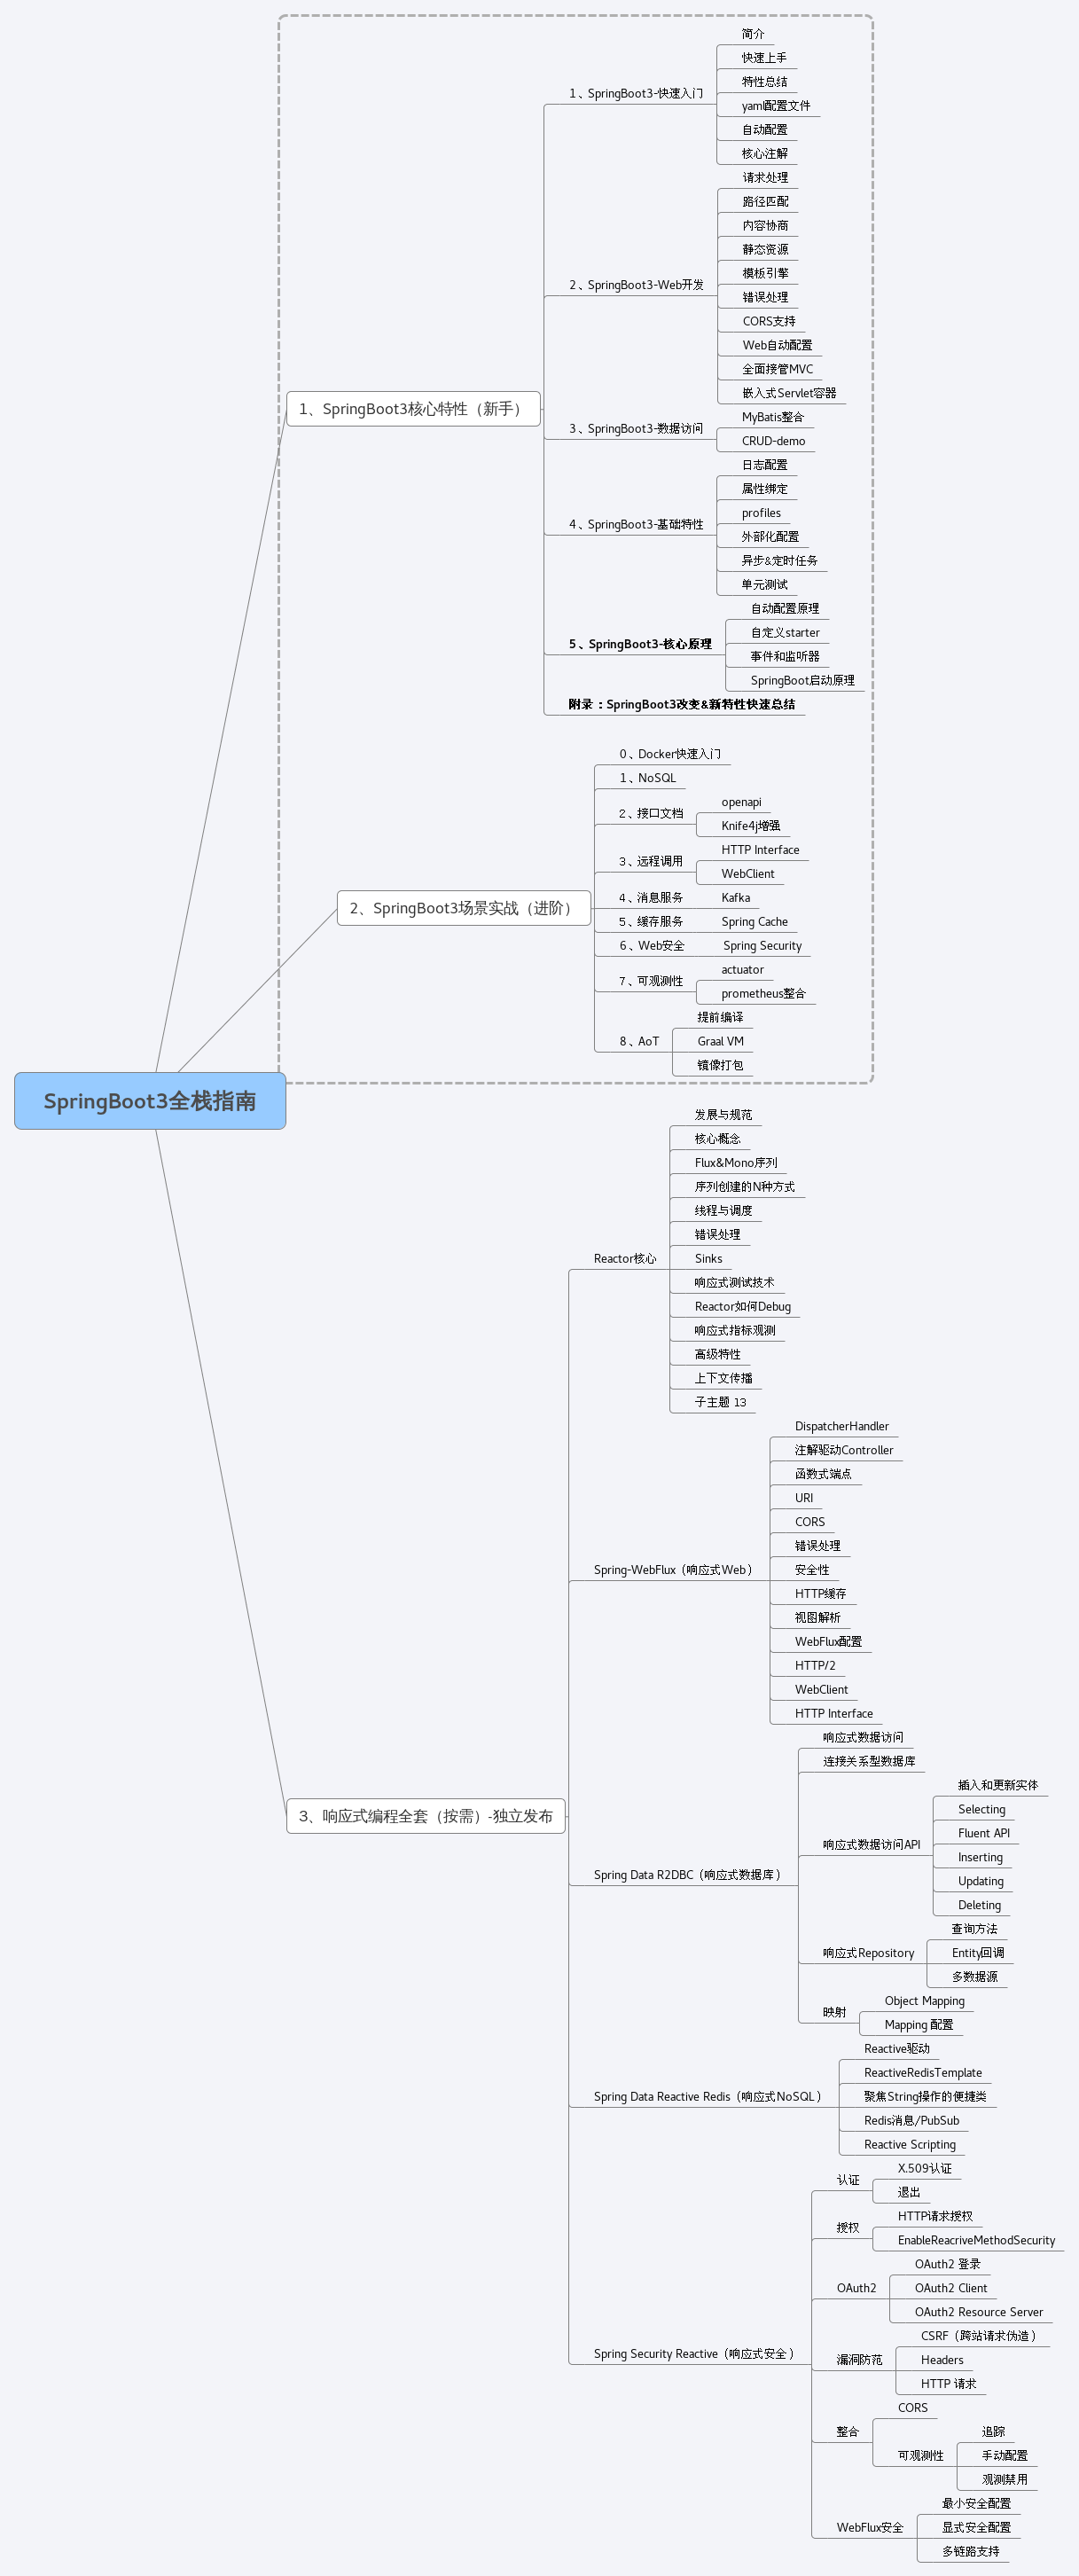 SpringBoot3全栈指南
1、SpringBoot3核心特性（新手）
1、SpringBoot3-快速入门
简介
快速上手
特性总结
yaml配置文件
自动配置
核心注解
2、SpringBoot3-Web开发
请求处理
路径匹配
内容协商
静态资源
模板引擎
错误处理
CORS支持
Web自动配置
全面接管MVC
嵌入式Servlet容器
3、SpringBoot3-数据访问
MyBatis整合
CRUD-demo
4、SpringBoot3-基础特性
日志配置
属性绑定
profiles
外部化配置
异步&定时任务
单元测试
5、SpringBoot3-核心原理
自动配置原理
自定义starter
事件和监听器
SpringBoot启动原理
附录：SpringBoot3改变&新特性快速总结
2、SpringBoot3场景实战（进阶）
0、Docker快速入门
1、NoSQL
2、接口文档
openapi
Knife4j增强
3、远程调用
HTTP Interface
WebClient
4、消息服务
Kafka
5、缓存服务
Spring Cache
6、Web安全
Spring Security
7、可观测性
actuator
prometheus整合
8、AoT
提前编译
Graal VM
镜像打包
3、响应式编程全套（按需）-独立发布
Reactor核心
发展与规范
核心概念
Flux&Mono序列
序列创建的N种方式
线程与调度
错误处理
Sinks
响应式测试技术
Reactor如何Debug
响应式指标观测
高级特性
上下文传播
子主题 13
Spring-WebFlux（响应式Web）
DispatcherHandler
注解驱动Controller
函数式端点
URI
CORS
错误处理
安全性
HTTP缓存
视图解析
WebFlux配置
HTTP/2
WebClient
HTTP Interface
Spring Data R2DBC（响应式数据库）
响应式数据访问
连接关系型数据库
响应式数据访问API
插入和更新实体
Selecting
Fluent API
Inserting
Updating
Deleting
响应式Repository
查询方法
Entity回调
多数据源
映射
Object Mapping
Mapping 配置
Spring Data Reactive Redis（响应式NoSQL）
Reactive驱动
ReactiveRedisTemplate
聚焦String操作的便捷类
Redis消息/PubSub
Reactive Scripting
Spring Security Reactive（响应式安全）
认证
X.509认证
退出
授权
HTTP请求授权
EnableReacriveMethodSecurity
OAuth2
OAuth2 登录
OAuth2 Client
OAuth2 Resource Server
漏洞防范
CSRF（跨站请求伪造）
Headers
HTTP 请求
整合
CORS
可观测性
追踪
手动配置
观测禁用
WebFlux安全
最小安全配置
显式安全配置
多链路支持